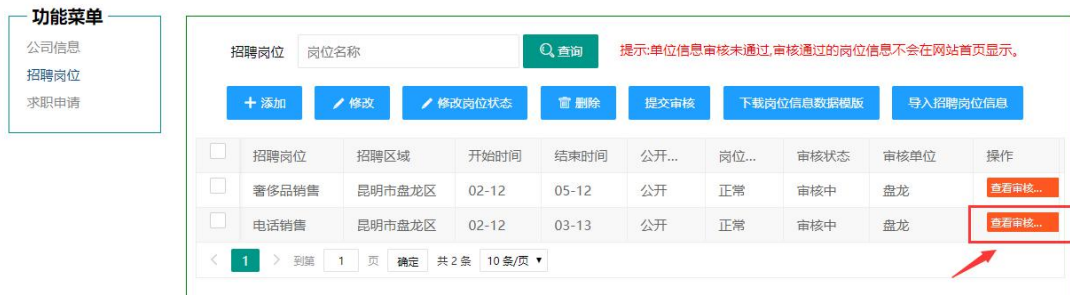 功能菜单
公司信息
招聘岗位
求职申请
招聘岗位 岗位名称 查询 提示:单位信息审核未通过,审核通过的岗位信息不会在网站首页显示。
添加 修改 修改岗位状态 删除 提交审核 下载岗位信息数据模版 导入招聘岗位信息
招聘岗位 招聘区域 开始时间 结束时间 公开... 岗位... 审核状态 审核单位 操作
奢侈品销售 昆明市盘龙区 02-12 05-12 公开 正常 审核中 盘龙 查看审核...
电话销售 昆明市盘龙区 02-12 03-13 公开 正常 审核中 盘龙 查看审核...
1 到第 1 页 确定 共 2 条 10 条/页